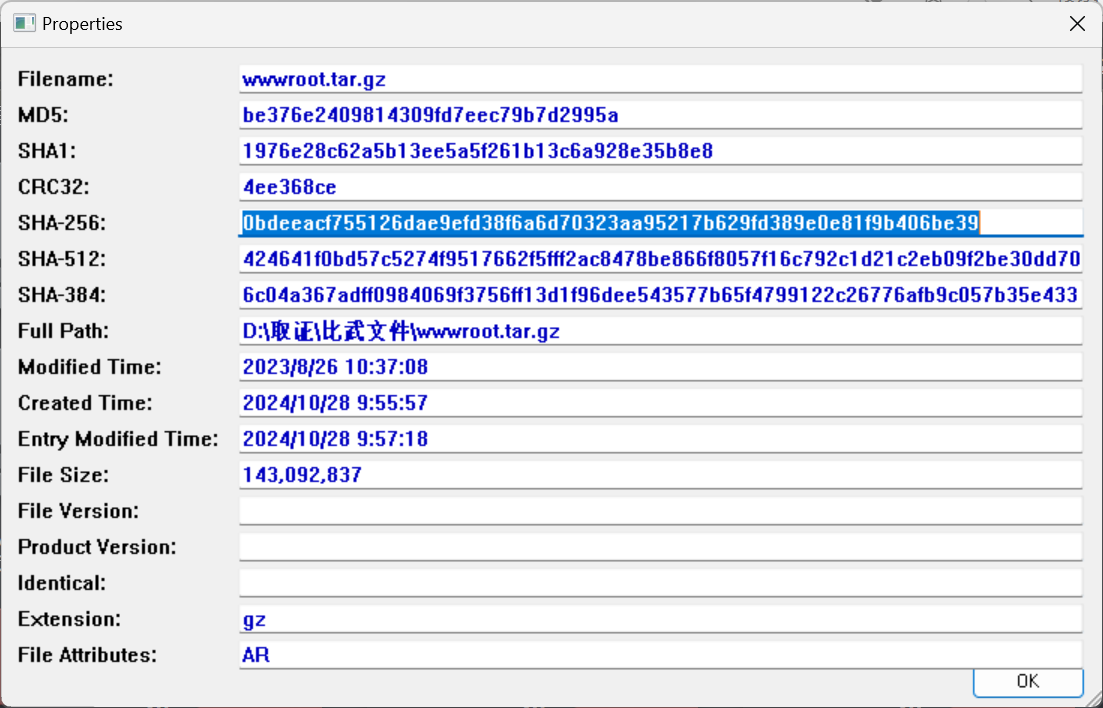 Properties
Filename: wwwroot.tar.gz
MD5: be376e2409814309fd7eec79b7d2995a
SHA1: 1976e28c62a5b13ee5a5f261b13c6a928e35b8e8
CRC32: 4ee368ce
SHA-256: 0bdeeacf755126dae9efd38f6a6d70323aa95217b629fd389e0e81f9b406be39
SHA-512: 424641f0bd57c5274f9517662f5fff2ac8478be866f8057f16c792c1d21c2eb09f2be30dd70
SHA-384: 6c04a367adff0984069f3756ff13d1f96dee543577b65f4799122c26776afb9c057b35e433
Full Path: D:\取证\比武文件\wwwroot.tar.gz
Modified Time: 2023/8/26 10:37:08
Created Time: 2024/10/28 9:55:57
Entry Modified Time: 2024/10/28 9:57:18
File Size: 143,092,837
File Version:
Product Version:
Identical:
Extension: gz
File Attributes: AR
OK